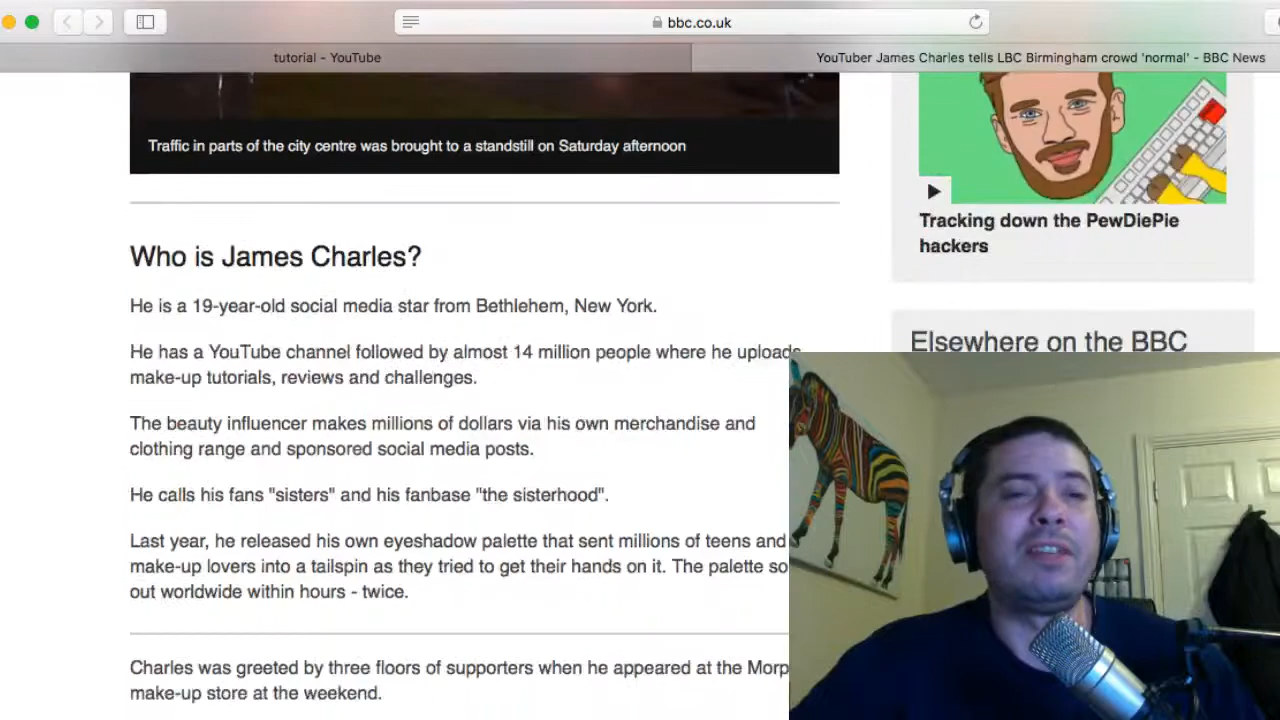 bbc.co.uk
tutorial - YouTube
YouTuber James Charles tells LBC Birmingham crowd 'normal' - BBC News
Traffic in parts of the city centre was brought to a standstill on Saturday afternoon
Tracking down the PewDiePie
hackers
Who is James Charles?
He is a 19-year-old social media star from Bethlehem, New York.
He has a YouTube channel followed by almost 14 million people where he uploads
make-up tutorials, reviews and challenges.
The beauty influencer makes millions of dollars via his own merchandise and
clothing range and sponsored social media posts.
He calls his fans "sisters" and his fanbase "the sisterhood".
Last year, he released his own eyeshadow palette that sent millions of teens and
make-up lovers into a tailspin as they tried to get their hands on it. The palette so
out worldwide within hours - twice.
Charles was greeted by three floors of supporters when he appeared at the Morp
make-up store at the weekend.
Elsewhere on the BBC